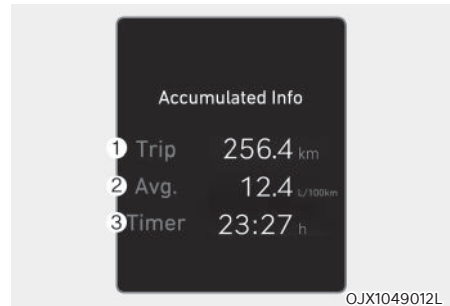 Accumulated Info
① Trip 256.4 km
② Avg. 12.4 L/100km
③ Timer 23:27 h
OJX1049012L